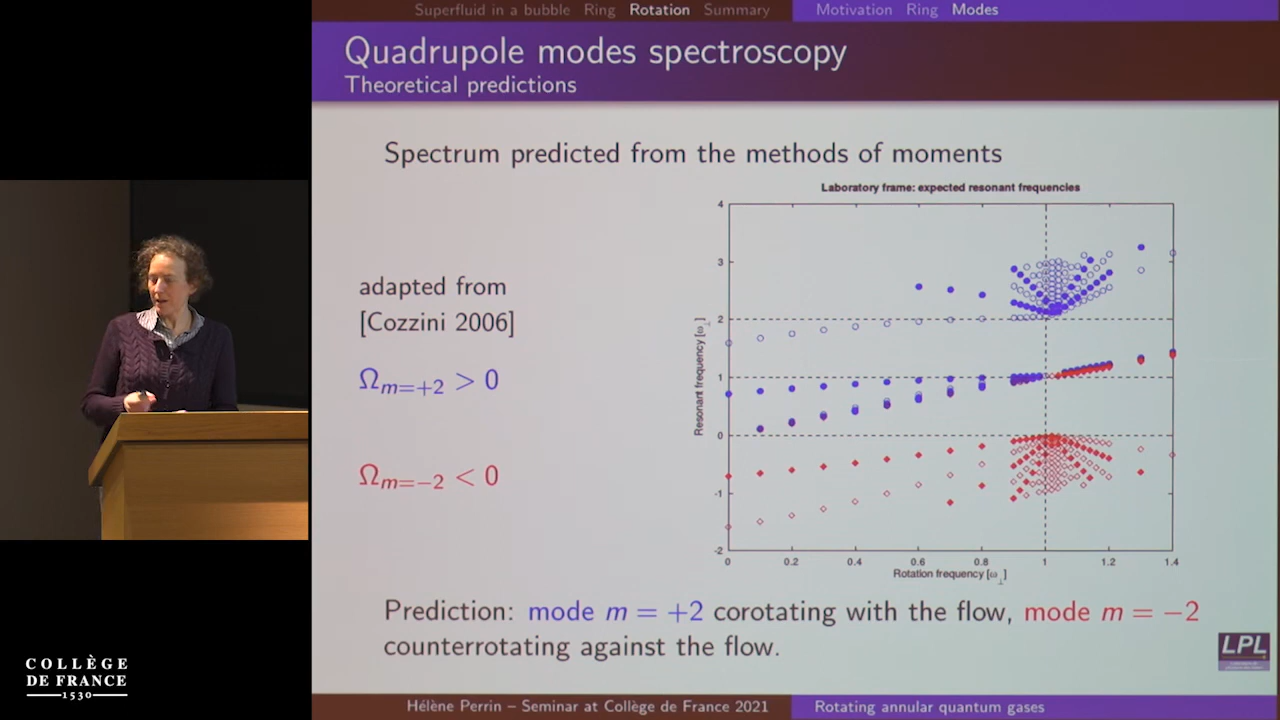 Superfluid in a bubble Ring Rotation Summary
Motivation Ring Modes
Quadrupole modes spectroscopy
Theoretical predictions
Spectrum predicted from the methods of moments
adapted from
[Cozzini 2006]
Ω_{m=+2} > 0
Ω_{m=−2} < 0
Laboratory frame: expected resonant frequencies
Resonant frequency [ω_⊥]
4
3
2
1
0
-1
-2
0 0.2 0.4 0.6 0.8 1 1.2 1.4
Rotation frequency [ω_⊥]
Prediction: mode m = +2 corotating with the flow, mode m = −2
counterrotating against the flow.
LPL
COLLÈGE
DE FRANCE
1530
Hélène Perrin – Seminar at Collège de France 2021
Rotating annular quantum gases